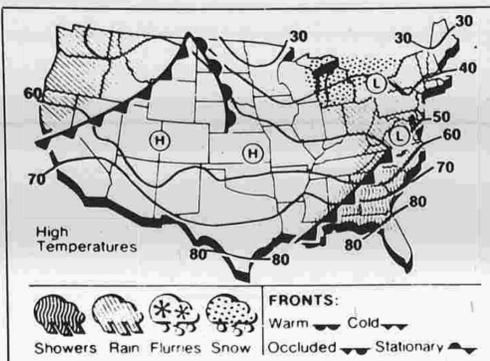 30
30
30
40
60
L
50
L
60
H
H
70
70
80
High
Temperatures
80
80
80
Showers Rain Flurries Snow
FRONTS:
Warm Cold
Occluded Stationary